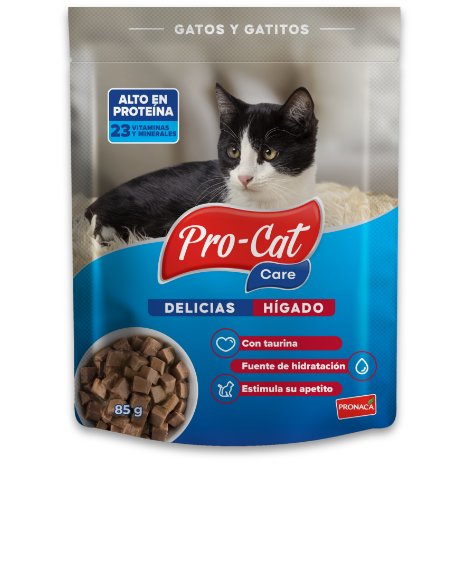 GATOS Y GATITOS
ALTO EN
PROTEÍNA
23 VITAMINAS
Y MINERALES
Pro-Cat
Care
DELICIAS HÍGADO
Con taurina
Fuente de hidratación
Estimula su apetito
85 g
PRONACA